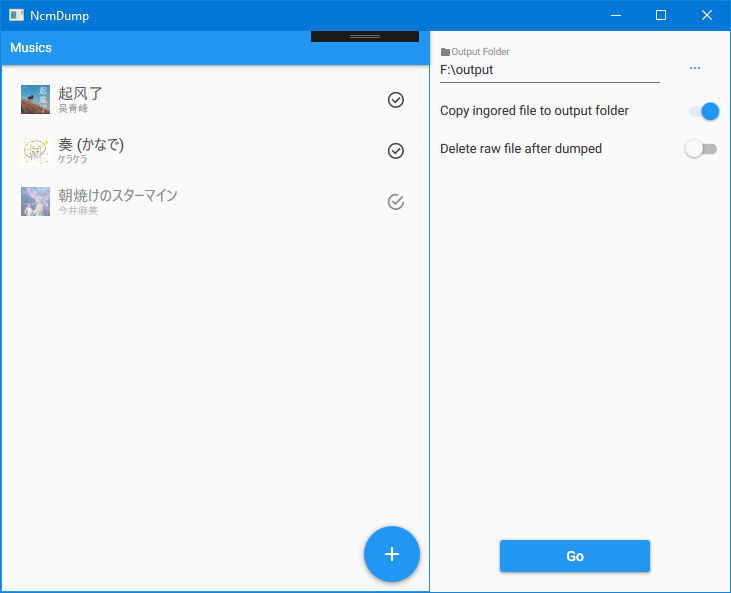 NcmDump
Musics
起风了
吴青峰
奏 (かなで)
ケラケラ
朝焼けのスターマイン
今井麻美
Output Folder
F:\output
...
Copy ingored file to output folder
Delete raw file after dumped
Go